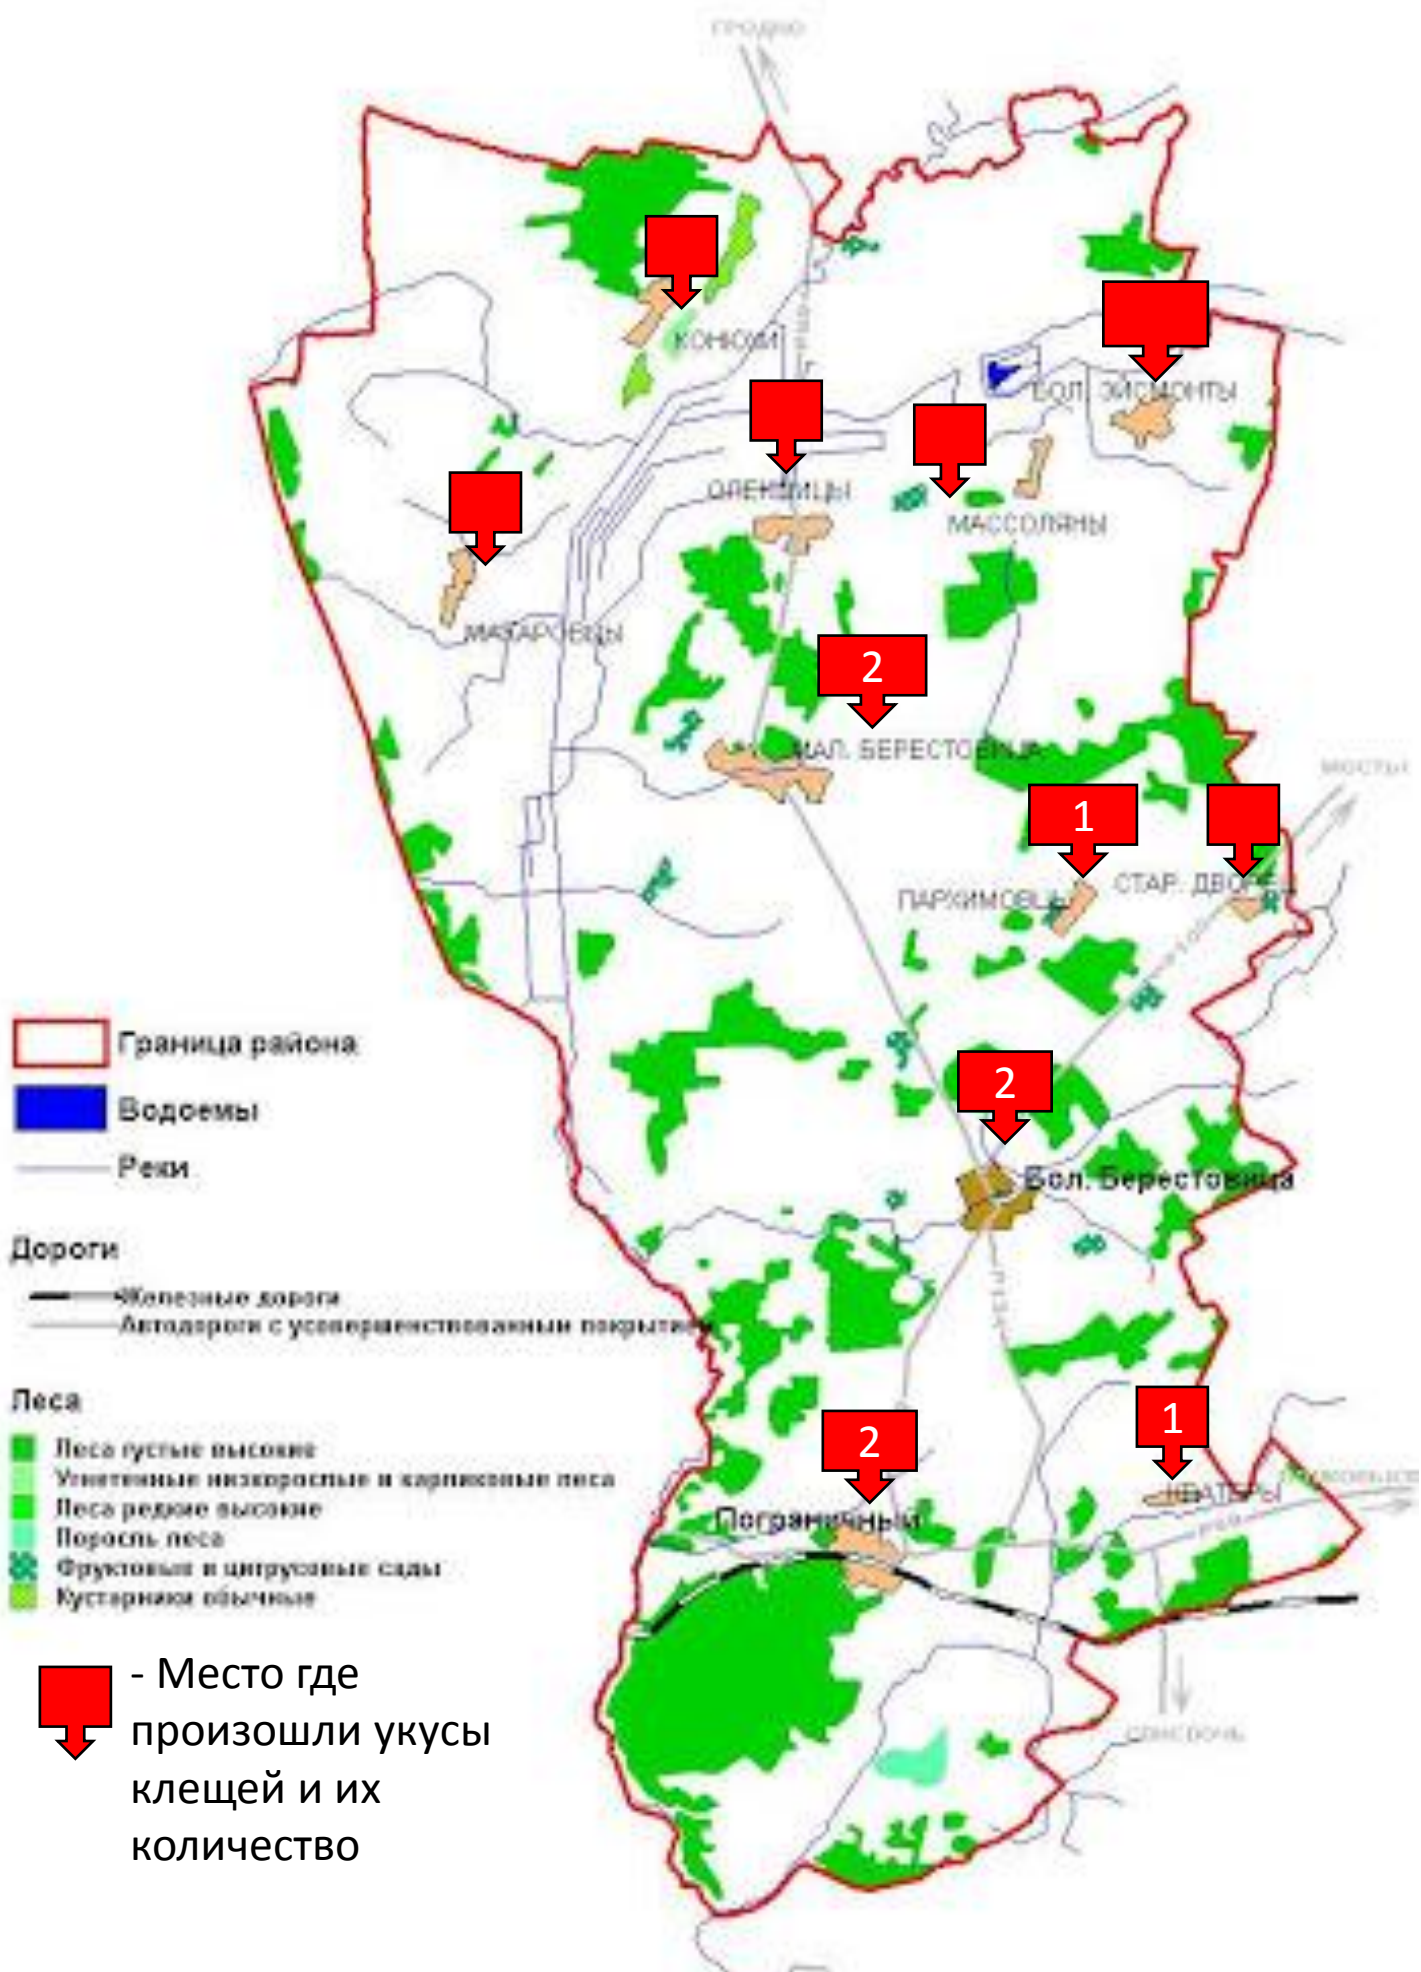 ГРОДНО
КОНЮХИ
БОЛ. ЭЙСМОНТЫ
ОЛЕКШИЦЫ
МАССОЛЯНЫ
МАКАРОВЦЫ
2
МАЛ. БЕРЕСТОВИЦА
МОСТЫ
1
СТАР. ДВОРЕЦ
ПАРХИМОВЦЫ
Граница района
2
Водоемы
Реки
Бол. Берестовица
Дороги
Железные дороги
Автодороги с усовершенствованным покрытием
Леса
1
2
Леса густые высокие
Угнетенные низкорослые и карликовые леса
КВАТЕРЫ
Леса редкие высокие
Пограничный
Поросль леса
Фруктовые и цитрусовые сады
Кустарники обычные
- Место где
произошли укусы
клещей и их
количество